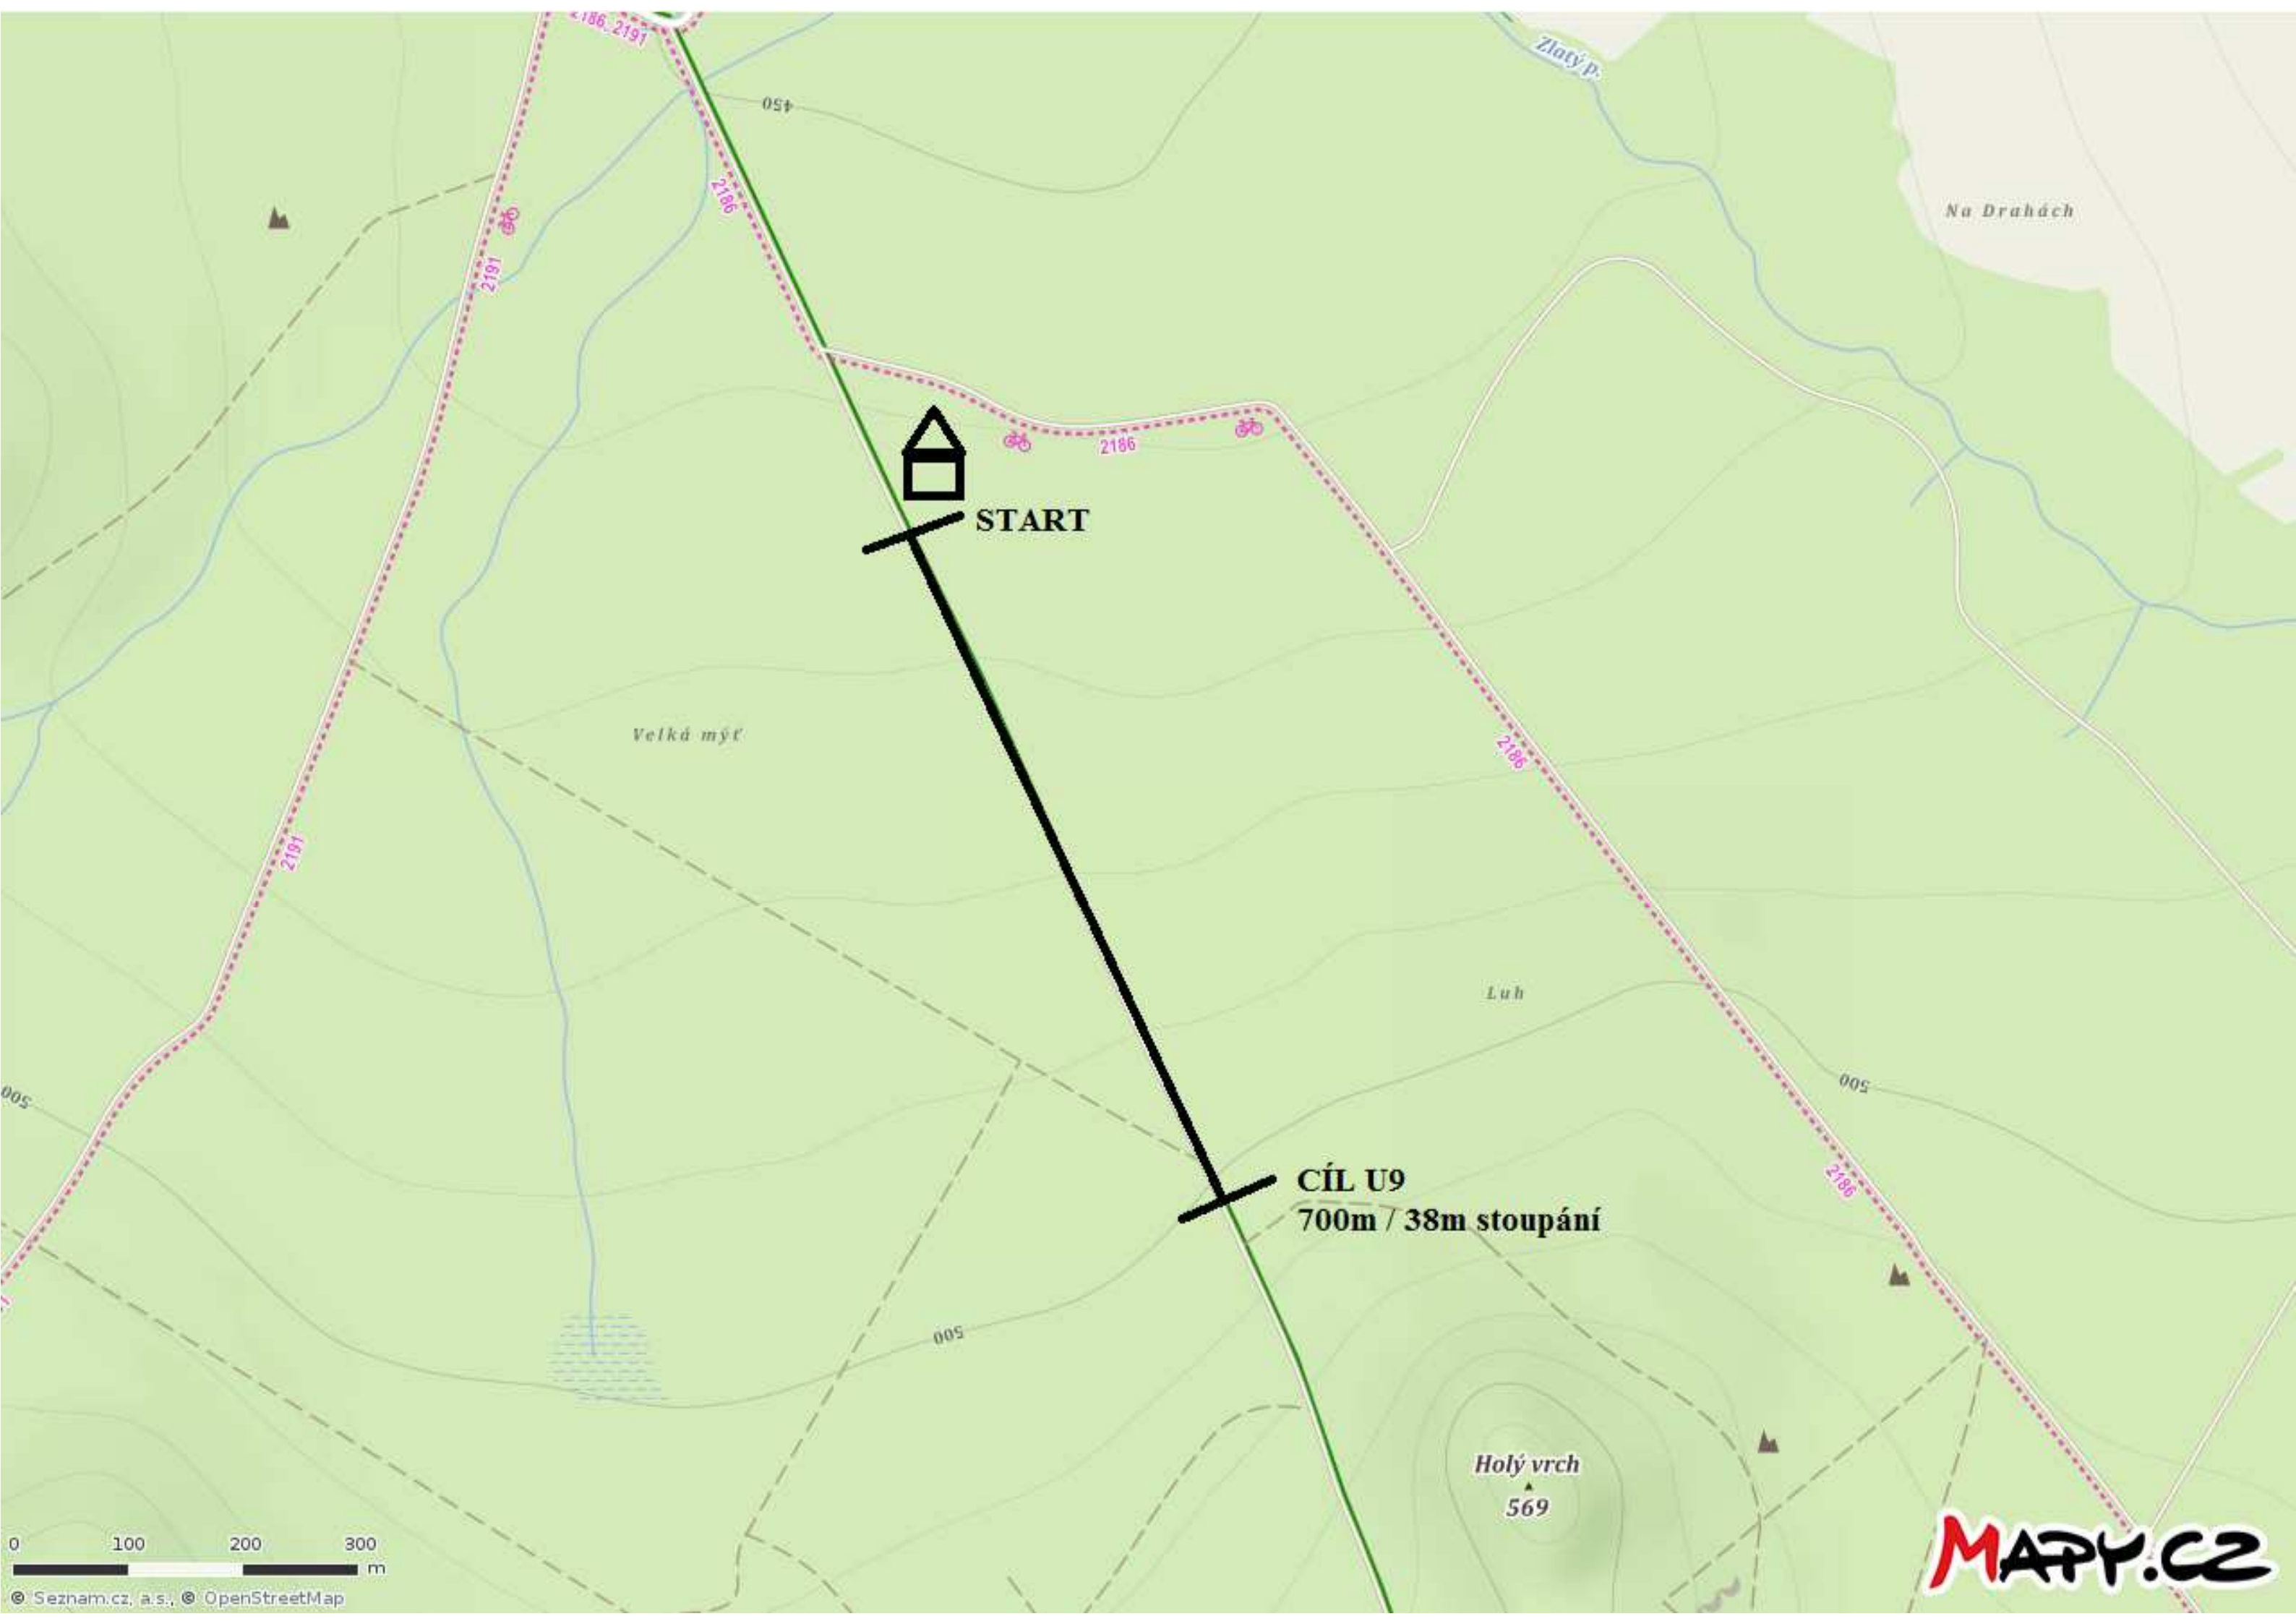 2186, 2191
Zlatý p.
450
2186
Na Drahách
2191
2186
START
Velká mýť
2186
2191
Luh
500
500
2186
CÍL U9
700m / 38m stoupání
500
Holý vrch
569
0 100 200 300
m
MAPY.CZ
© Seznam.cz, a.s., © OpenStreetMap